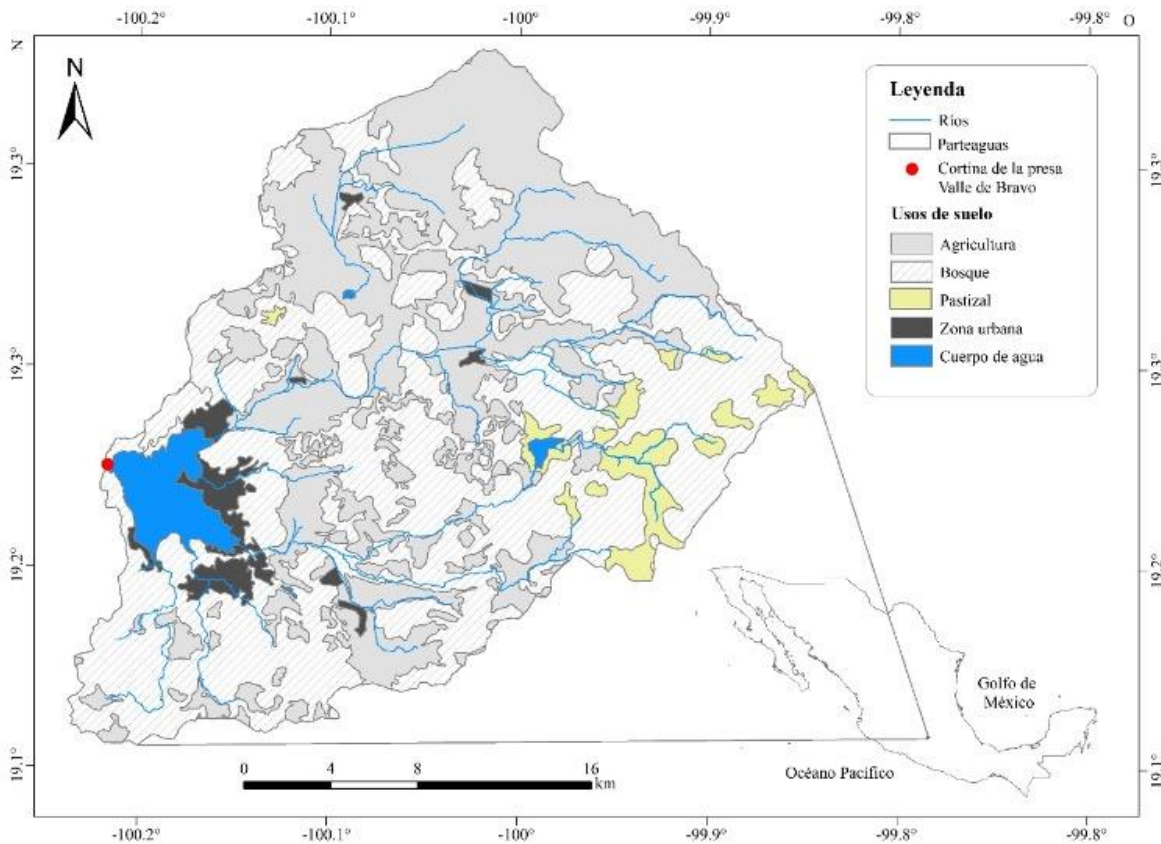 -100.2°
-100.1°
-100°
-99.9°
-99.8°
-99.8°
O
N
N
19.3°
19.3°
19.2°
19.1°
19.3°
19.3°
19.2°
19.1°
Leyenda
Ríos
Parteaguas
Cortina de la presa
Valle de Bravo
Usos de suelo
Agricultura
Bosque
Pastizal
Zona urbana
Cuerpo de agua
Golfo de
México
Océano Pacifico
0 4 8 16
km
-100.2°
-100.1°
-100°
-99.9°
-99.8°
-99.8°